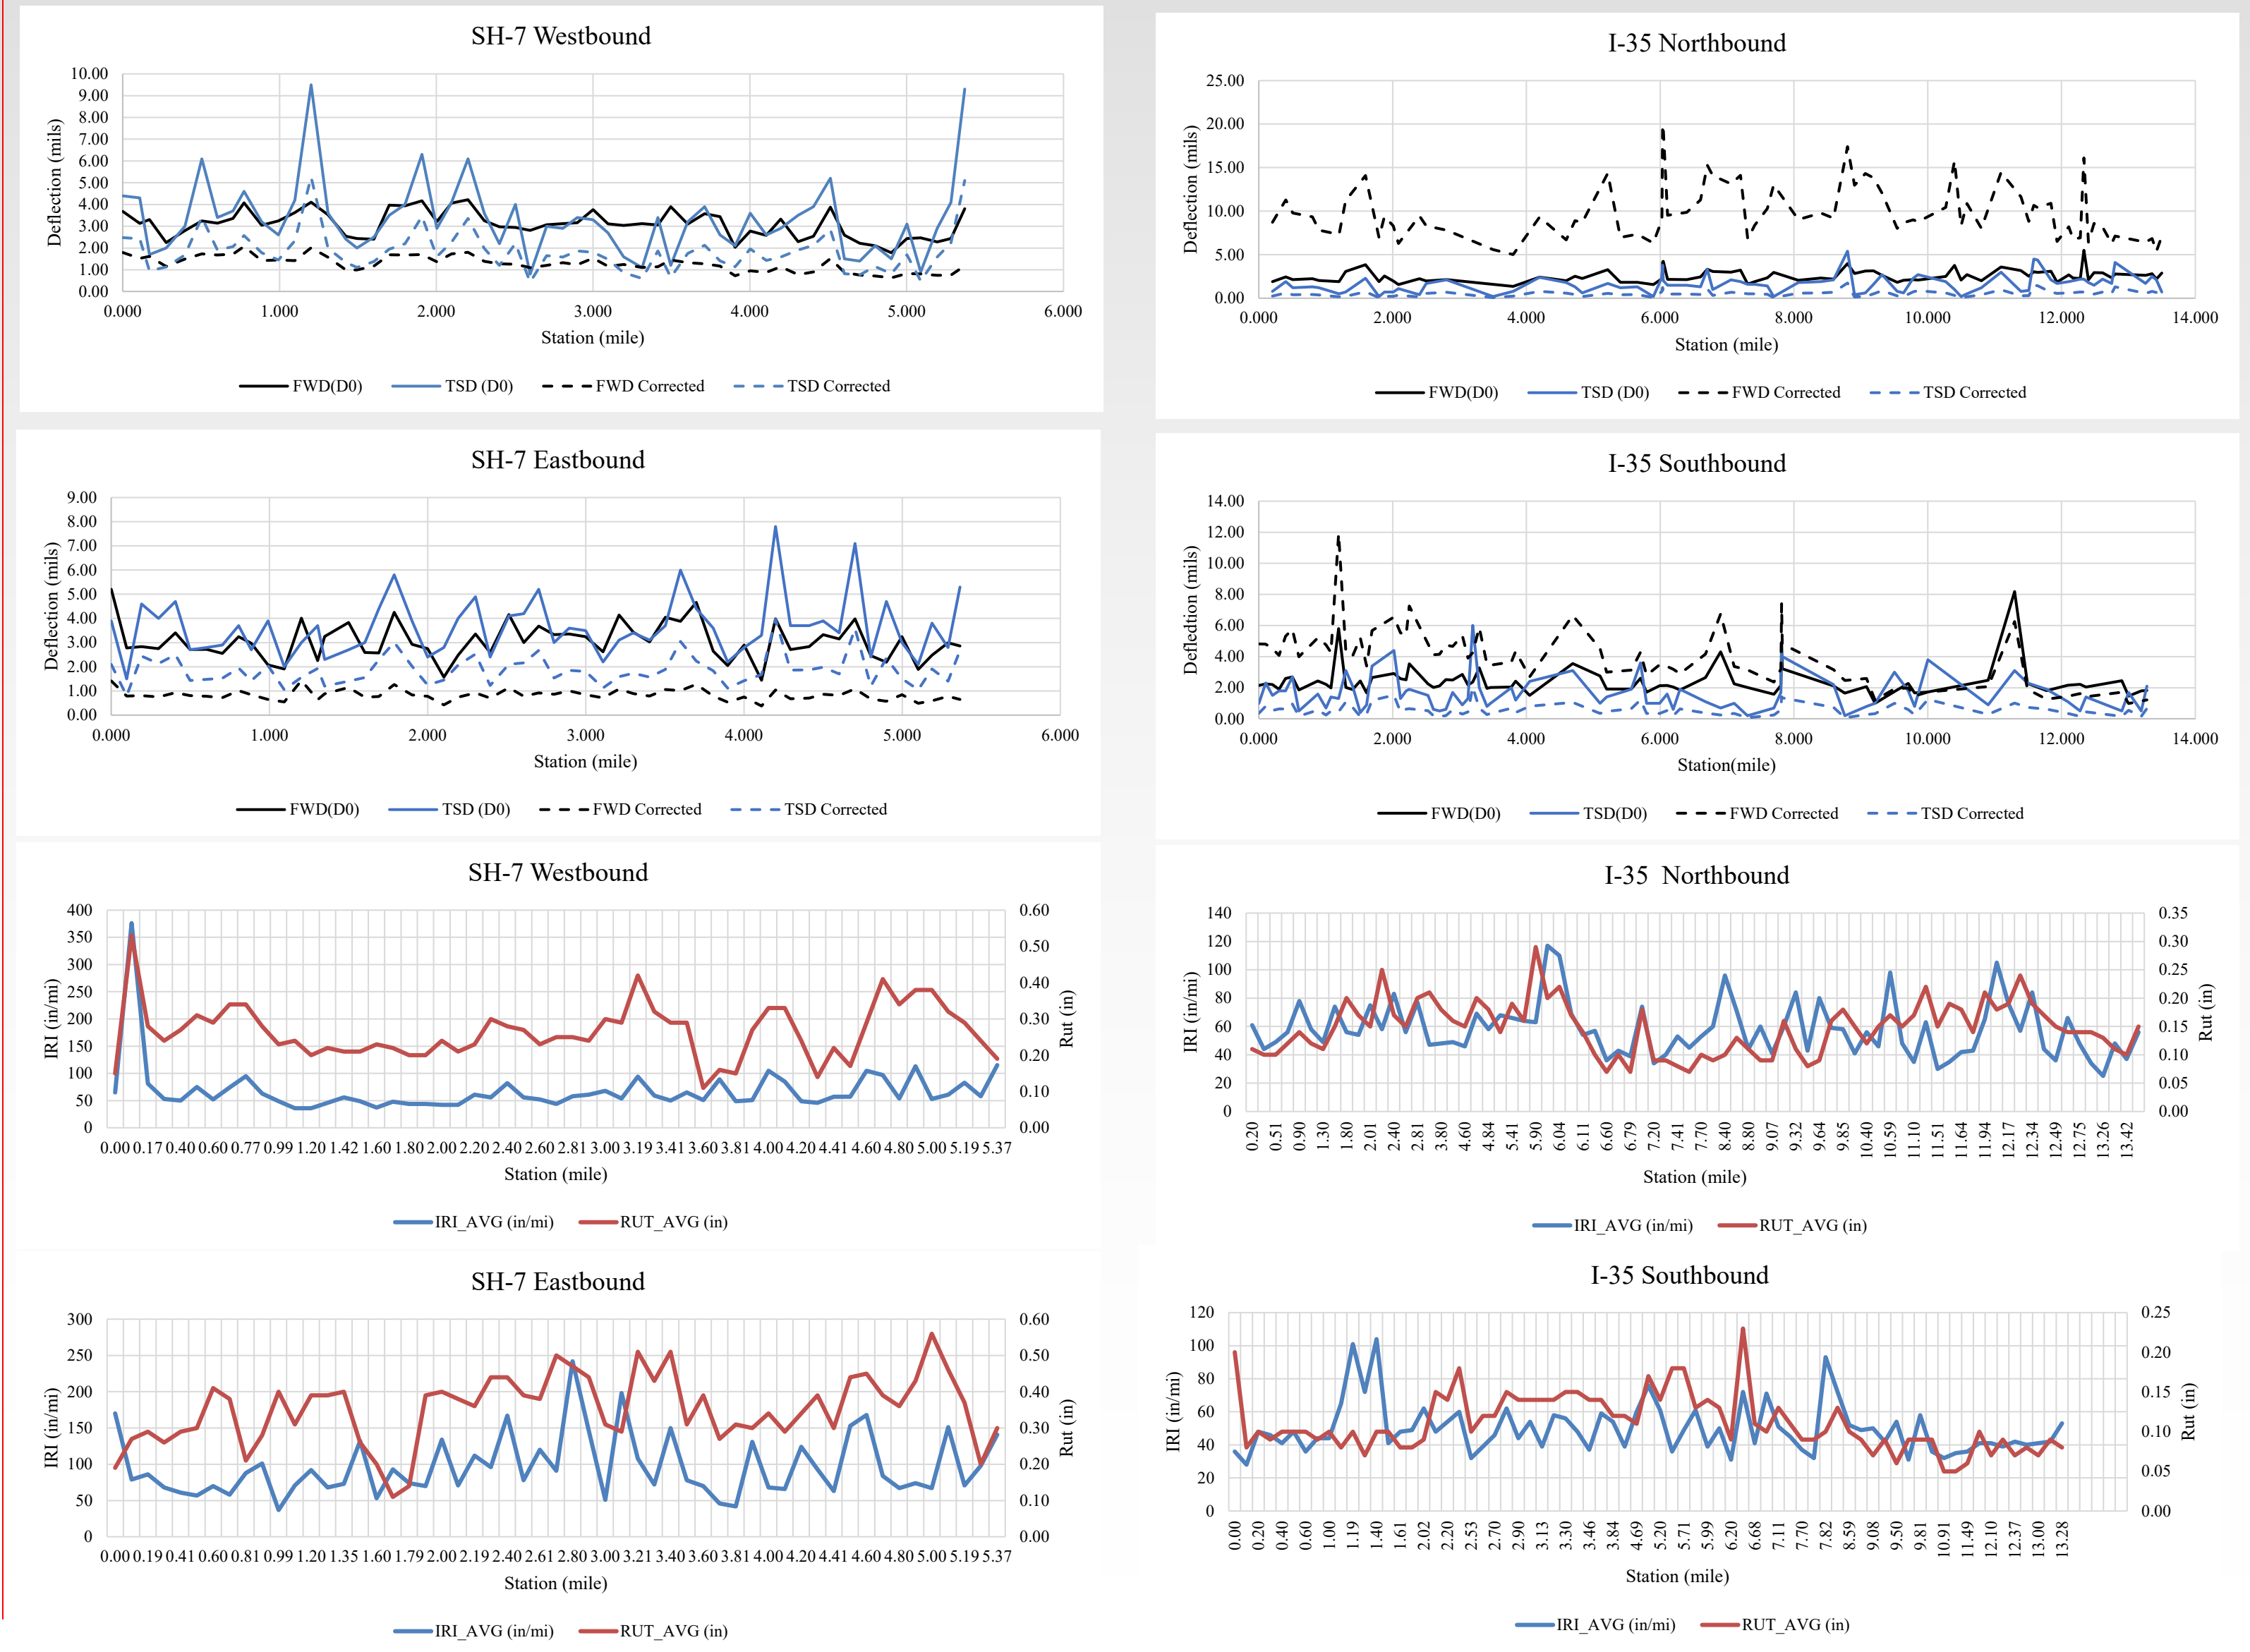 SH-7 Westbound
Deflection (mils)
10.00
9.00
8.00
7.00
6.00
5.00
4.00
3.00
2.00
1.00
0.00
0.000 1.000 2.000 3.000 4.000 5.000 6.000
Station (mile)
FWD(D0) TSD (D0) FWD Corrected TSD Corrected
I-35 Northbound
Deflection (mils)
25.00
20.00
15.00
10.00
5.00
0.00
0.000 2.000 4.000 6.000 8.000 10.000 12.000 14.000
Station (mile)
FWD(D0) TSD (D0) FWD Corrected TSD Corrected
SH-7 Eastbound
Deflection (mils)
9.00
8.00
7.00
6.00
5.00
4.00
3.00
2.00
1.00
0.00
0.000 1.000 2.000 3.000 4.000 5.000 6.000
Station (mile)
FWD(D0) TSD (D0) FWD Corrected TSD Corrected
I-35 Southbound
Defledtion (mils)
14.00
12.00
10.00
8.00
6.00
4.00
2.00
0.00
0.000 2.000 4.000 6.000 8.000 10.000 12.000 14.000
Station(mile)
FWD(D0) TSD(D0) FWD Corrected TSD Corrected
SH-7 Westbound
IRI (in/mi)
400
350
300
250
200
150
100
50
0
0.60
0.50
0.40
0.30
0.20
0.10
0.00
Rut (in)
0.00 0.17 0.40 0.60 0.77 0.99 1.20 1.42 1.60 1.80 2.00 2.20 2.40 2.60 2.81 3.00 3.19 3.41 3.60 3.81 4.00 4.20 4.41 4.60 4.80 5.00 5.19 5.37
Station (mile)
IRI_AVG (in/mi) RUT_AVG (in)
I-35 Northbound
IRI (in/mi)
140
120
100
80
60
40
20
0
0.35
0.30
0.25
0.20
0.15
0.10
0.05
0.00
Rut (in)
0.20 0.51 0.90 1.30 1.80 2.01 2.40 2.81 3.80 4.60 4.84 5.41 5.90 6.04 6.11 6.60 6.79 7.20 7.41 7.70 8.40 8.80 9.07 9.32 9.64 9.85 10.40 10.59 11.10 11.51 11.64 11.94 12.17 12.34 12.49 12.75 13.26 13.42
Station (mile)
IRI_AVG (in/mi) RUT_AVG (in)
SH-7 Eastbound
IRI (in/mi)
300
250
200
150
100
50
0
0.60
0.50
0.40
0.30
0.20
0.10
0.00
Rut (in)
0.00 0.19 0.41 0.60 0.81 0.99 1.20 1.35 1.60 1.79 2.00 2.19 2.40 2.61 2.80 3.00 3.21 3.40 3.60 3.81 4.00 4.20 4.41 4.60 4.80 5.00 5.19 5.37
Station (mile)
IRI_AVG (in/mi) RUT_AVG (in)
I-35 Southbound
IRI (in/mi)
120
100
80
60
40
20
0
0.25
0.20
0.15
0.10
0.05
0.00
Rut (in)
0.00 0.20 0.40 0.60 1.00 1.19 1.40 1.61 2.02 2.20 2.53 2.70 2.90 3.13 3.30 3.46 3.84 4.69 5.20 5.71 5.99 6.20 6.68 7.11 7.70 7.82 8.59 9.08 9.50 9.81 10.91 11.49 12.10 12.37 13.00 13.28
Station (mile)
IRI_AVG (in/mi) RUT_AVG (in)